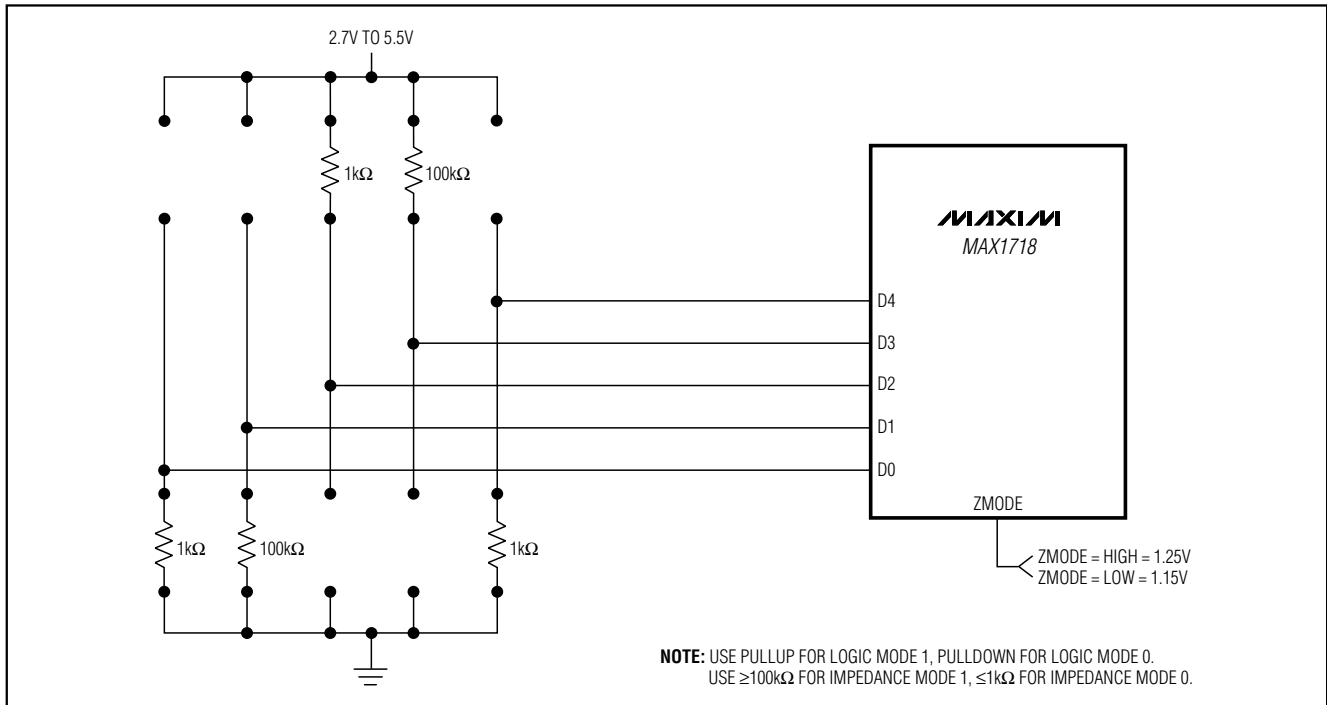 2.7V TO 5.5V
1kΩ
100kΩ
MAXIM
MAX1718
D4
D3
D2
D1
D0
ZMODE
1kΩ
100kΩ
1kΩ
ZMODE = HIGH = 1.25V
ZMODE = LOW = 1.15V
NOTE: USE PULLUP FOR LOGIC MODE 1, PULLDOWN FOR LOGIC MODE 0.
USE ≥100kΩ FOR IMPEDANCE MODE 1, ≤1kΩ FOR IMPEDANCE MODE 0.